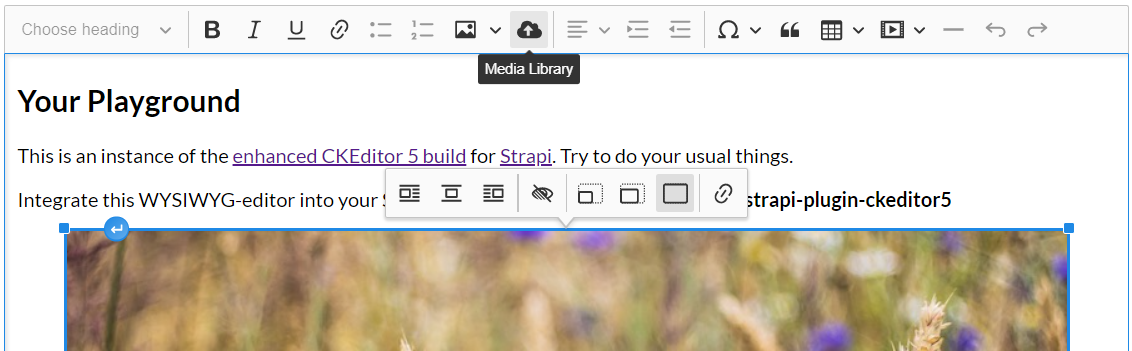 Choose heading
Media Library
Your Playground
This is an instance of the enhanced CKEditor 5 build for Strapi. Try to do your usual things.
Integrate this WYSIWYG-editor into your strapi-plugin-ckeditor5